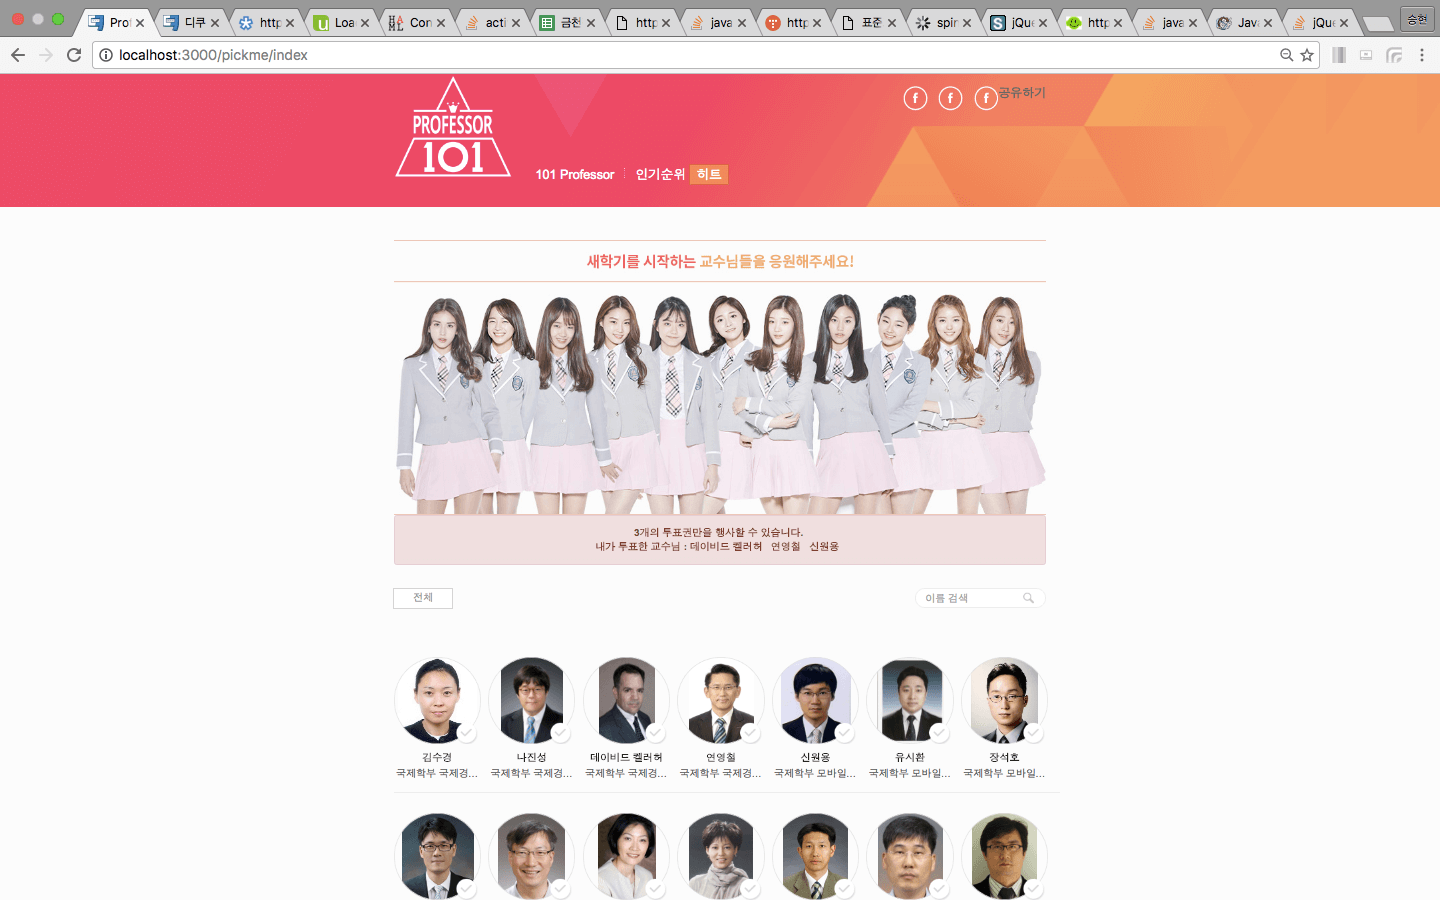 Prof
디쿠
http
Loa
Cor
acti
금천
http
java
http
표준
spir
jQue
http
java
Java
jQue
승현
localhost:3000/pickme/index
PROFESSOR
101
공유하기
101 Professor
인기순위 히트
새학기를 시작하는 교수님들을 응원해주세요!
3개의 투표권만을 행사할 수 있습니다.
내가 투표한 교수님 : 데이비드 켈러허 연영철 신원용
전체
이름 검색
김수경
나진성
데이비드 켈러허
연영철
신원용
유시환
장석호
국제학부 국제경...
국제학부 국제경...
국제학부 국제경...
국제학부 국제경...
국제학부 모바일...
국제학부 모바일...
국제학부 모바일...